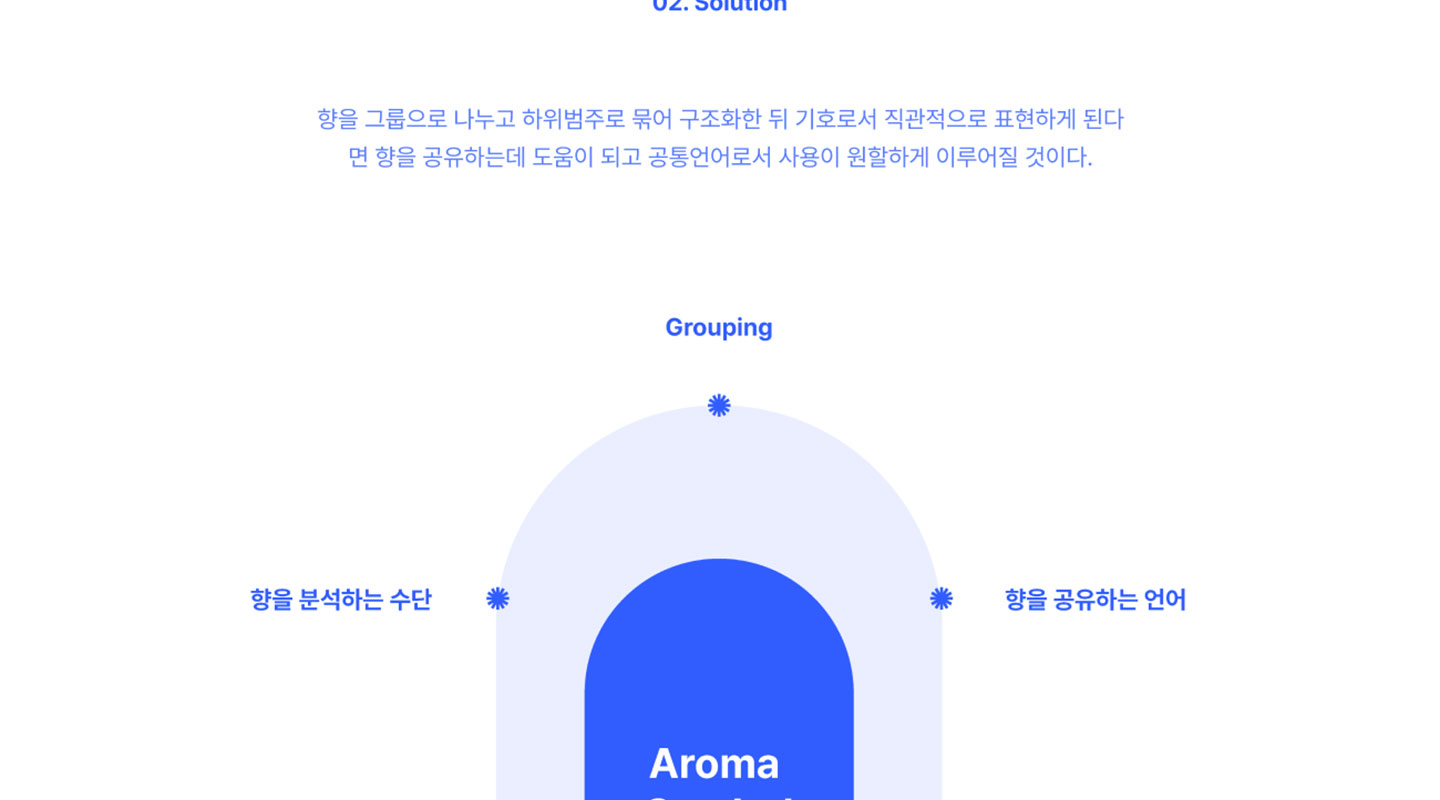 02. Solution
향을 그룹으로 나누고 하위범주로 묶어 구조화한 뒤 기호로서 직관적으로 표현하게 된다
면 향을 공유하는데 도움이 되고 공통언어로서 사용이 원할하게 이루어질 것이다.
Grouping
향을 분석하는 수단
향을 공유하는 언어
Aroma